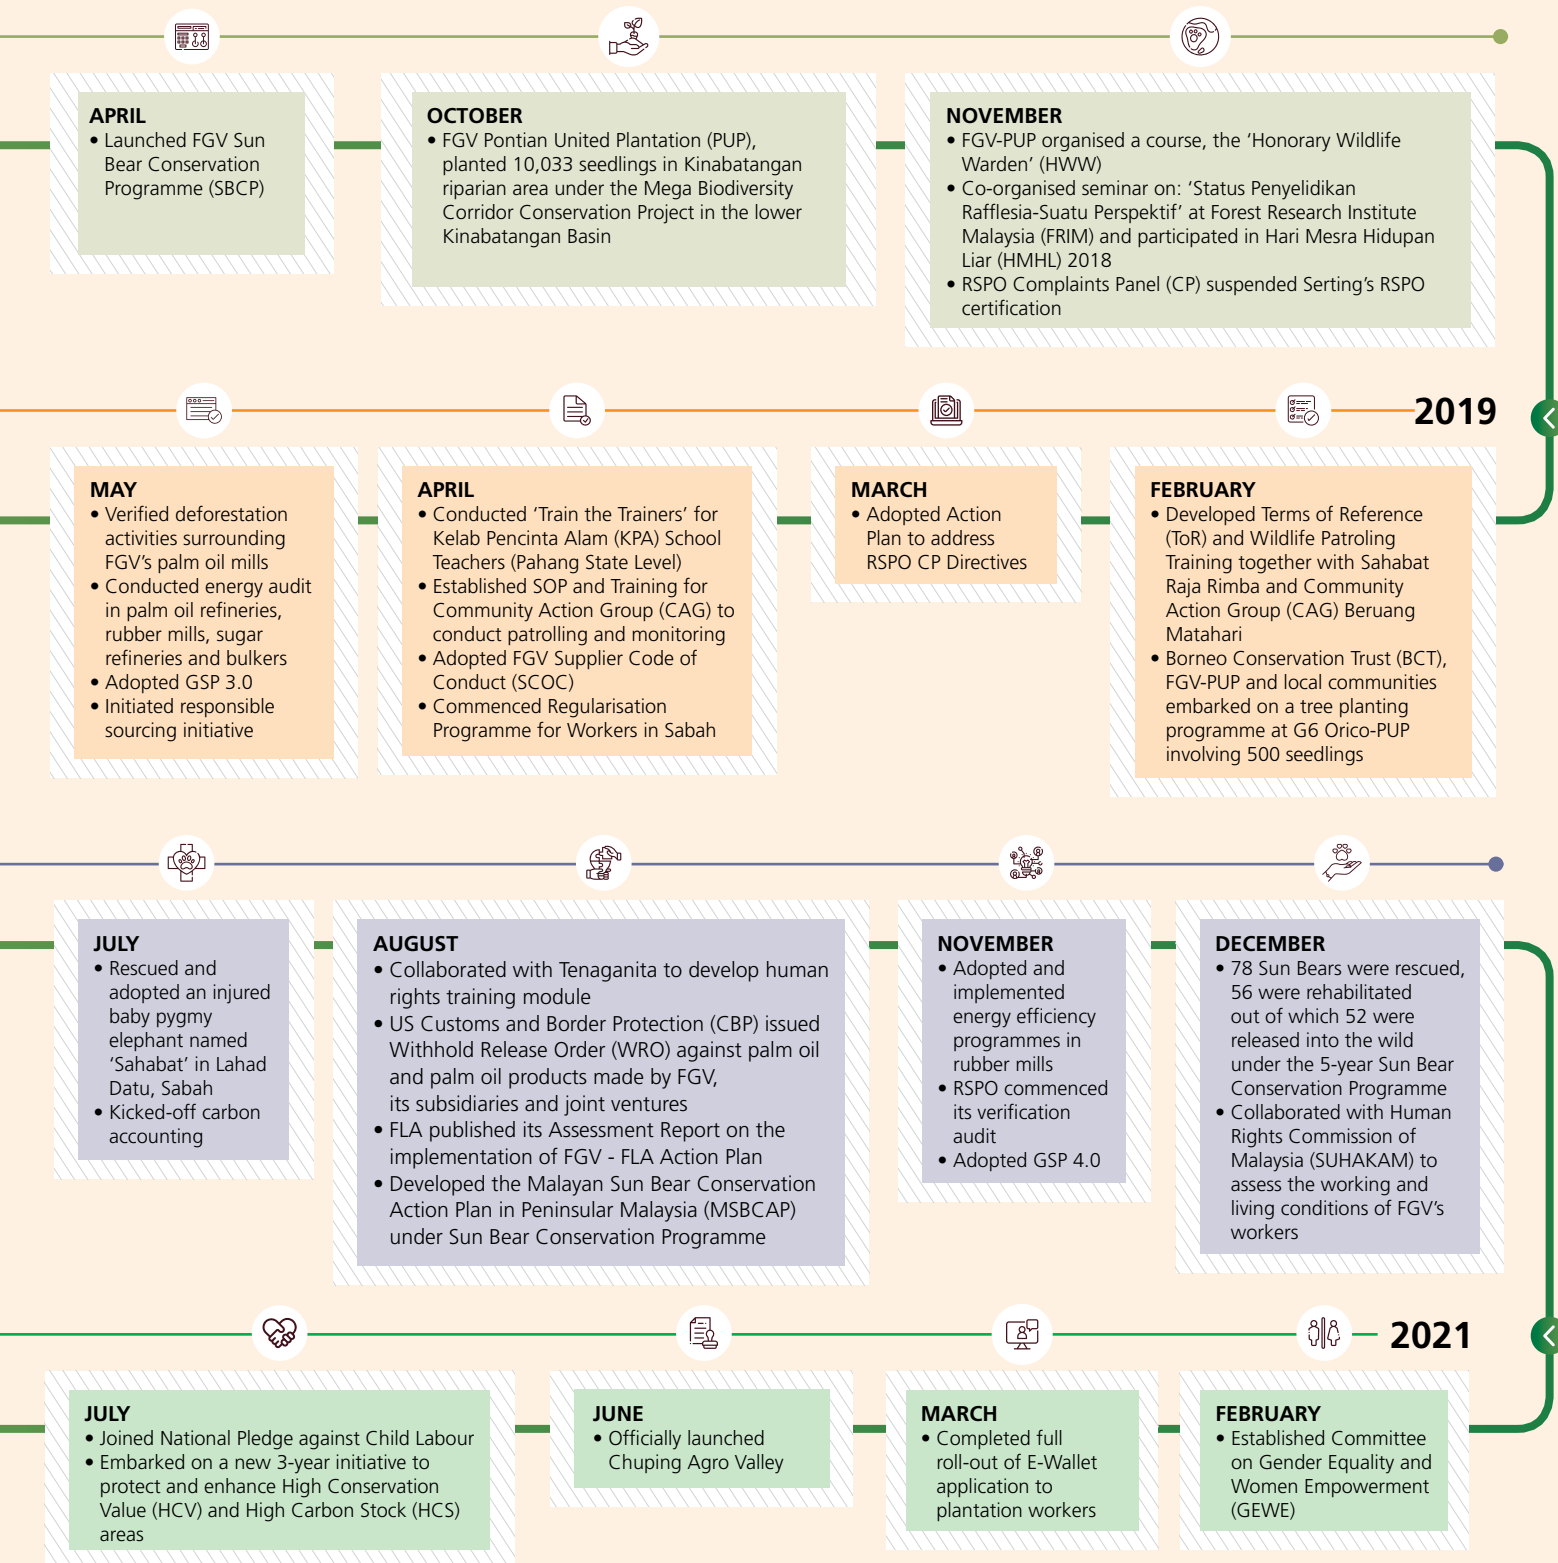 APRIL
• Launched FGV Sun
Bear Conservation
Programme (SBCP)
OCTOBER
• FGV Pontian United Plantation (PUP),
planted 10,033 seedlings in Kinabatangan
riparian area under the Mega Biodiversity
Corridor Conservation Project in the lower
Kinabatangan Basin
NOVEMBER
• FGV-PUP organised a course, the ‘Honorary Wildlife
Warden’ (HWW)
• Co-organised seminar on: ‘Status Penyelidikan
Rafflesia-Suatu Perspektif’ at Forest Research Institute
Malaysia (FRIM) and participated in Hari Mesra Hidupan
Liar (HMHL) 2018
• RSPO Complaints Panel (CP) suspended Serting’s RSPO
certification
2019
MAY
• Verified deforestation
activities surrounding
FGV’s palm oil mills
• Conducted energy audit
in palm oil refineries,
rubber mills, sugar
refineries and bulkers
• Adopted GSP 3.0
• Initiated responsible
sourcing initiative
APRIL
• Conducted ‘Train the Trainers’ for
Kelab Pencinta Alam (KPA) School
Teachers (Pahang State Level)
• Established SOP and Training for
Community Action Group (CAG) to
conduct patrolling and monitoring
• Adopted FGV Supplier Code of
Conduct (SCOC)
• Commenced Regularisation
Programme for Workers in Sabah
MARCH
• Adopted Action
Plan to address
RSPO CP Directives
FEBRUARY
• Developed Terms of Reference
(ToR) and Wildlife Patroling
Training together with Sahabat
Raja Rimba and Community
Action Group (CAG) Beruang
Matahari
• Borneo Conservation Trust (BCT),
FGV-PUP and local communities
embarked on a tree planting
programme at G6 Orico-PUP
involving 500 seedlings
JULY
• Rescued and
adopted an injured
baby pygmy
elephant named
‘Sahabat’ in Lahad
Datu, Sabah
• Kicked-off carbon
accounting
AUGUST
• Collaborated with Tenaganita to develop human
rights training module
• US Customs and Border Protection (CBP) issued
Withhold Release Order (WRO) against palm oil
and palm oil products made by FGV,
its subsidiaries and joint ventures
• FLA published its Assessment Report on the
implementation of FGV - FLA Action Plan
• Developed the Malayan Sun Bear Conservation
Action Plan in Peninsular Malaysia (MSBCAP)
under Sun Bear Conservation Programme
NOVEMBER
• Adopted and
implemented
energy efficiency
programmes in
rubber mills
• RSPO commenced
its verification
audit
• Adopted GSP 4.0
DECEMBER
• 78 Sun Bears were rescued,
56 were rehabilitated
out of which 52 were
released into the wild
under the 5-year Sun Bear
Conservation Programme
• Collaborated with Human
Rights Commission of
Malaysia (SUHAKAM) to
assess the working and
living conditions of FGV’s
workers
2021
JULY
• Joined National Pledge against Child Labour
• Embarked on a new 3-year initiative to
protect and enhance High Conservation
Value (HCV) and High Carbon Stock (HCS)
areas
JUNE
• Officially launched
Chuping Agro Valley
MARCH
• Completed full
roll-out of E-Wallet
application to
plantation workers
FEBRUARY
• Established Committee
on Gender Equality and
Women Empowerment
(GEWE)